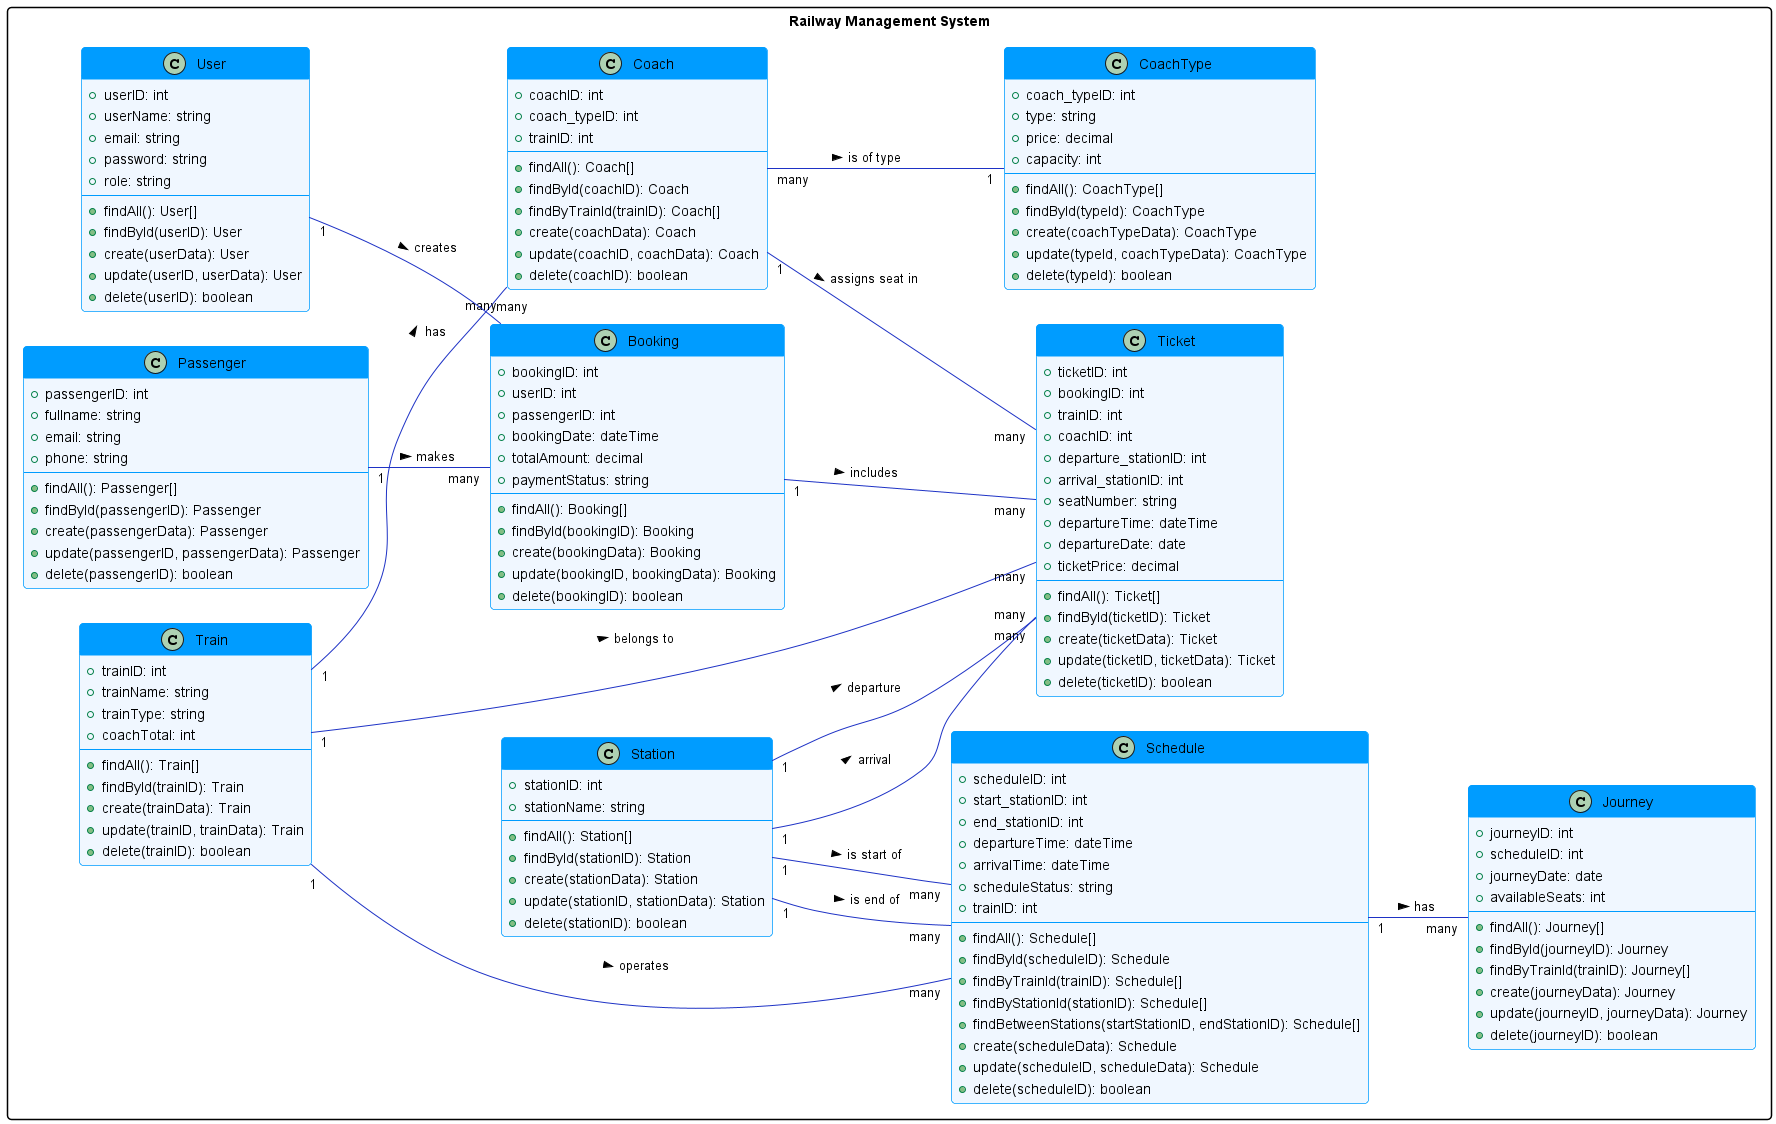 Railway Management System
C User
userID: int
userName: string
email: string
password: string
role: string
findAll(): User[]
findById(userID): User
create(userData): User
update(userID, userData): User
delete(userID): boolean
C Coach
coachID: int
coach_typeID: int
trainID: int
findAll(): Coach[]
findById(coachID): Coach
findByTrainId(trainID): Coach[]
create(coachData): Coach
update(coachID, coachData): Coach
delete(coachID): boolean
C CoachType
coach_typeID: int
type: string
price: decimal
capacity: int
findAll(): CoachType[]
findById(typeId): CoachType
create(coachTypeData): CoachType
update(typeId, coachTypeData): CoachType
delete(typeId): boolean
C Passenger
passengerID: int
fullname: string
email: string
phone: string
findAll(): Passenger[]
findById(passengerID): Passenger
create(passengerData): Passenger
update(passengerID, passengerData): Passenger
delete(passengerID): boolean
C Booking
bookingID: int
userID: int
passengerID: int
bookingDate: dateTime
totalAmount: decimal
paymentStatus: string
findAll(): Booking[]
findById(bookingID): Booking
create(bookingData): Booking
update(bookingID, bookingData): Booking
delete(bookingID): boolean
C Ticket
ticketID: int
bookingID: int
trainID: int
coachID: int
departure_stationID: int
arrival_stationID: int
seatNumber: string
departureTime: dateTime
departureDate: date
ticketPrice: decimal
findAll(): Ticket[]
findById(ticketID): Ticket
create(ticketData): Ticket
update(ticketID, ticketData): Ticket
delete(ticketID): boolean
C Train
trainID: int
trainName: string
trainType: string
coachTotal: int
findAll(): Train[]
findById(trainID): Train
create(trainData): Train
update(trainID, trainData): Train
delete(trainID): boolean
C Station
stationID: int
stationName: string
findAll(): Station[]
findById(stationID): Station
create(stationData): Station
update(stationID, stationData): Station
delete(stationID): boolean
C Schedule
scheduleID: int
start_stationID: int
end_stationID: int
departureTime: dateTime
arrivalTime: dateTime
scheduleStatus: string
trainID: int
findAll(): Schedule[]
findById(scheduleID): Schedule
findByTrainId(trainID): Schedule[]
findByStationId(stationID): Schedule[]
findBetweenStations(startStationID, endStationID): Schedule[]
create(scheduleData): Schedule
update(scheduleID, scheduleData): Schedule
delete(scheduleID): boolean
C Journey
journeyID: int
scheduleID: int
journeyDate: date
availableSeats: int
findAll(): Journey[]
findById(journeyID): Journey
findByTrainId(trainID): Journey[]
create(journeyData): Journey
update(journeyID, journeyData): Journey
delete(journeyID): boolean
is of type
many
1
1
creates
many
1
assigns seat in
many
has
1
many
makes
1
many
includes
1
many
belongs to
1
many
departure
1
many
arrival
1
many
is start of
1
many
is end of
1
many
operates
1
many
has
1
many